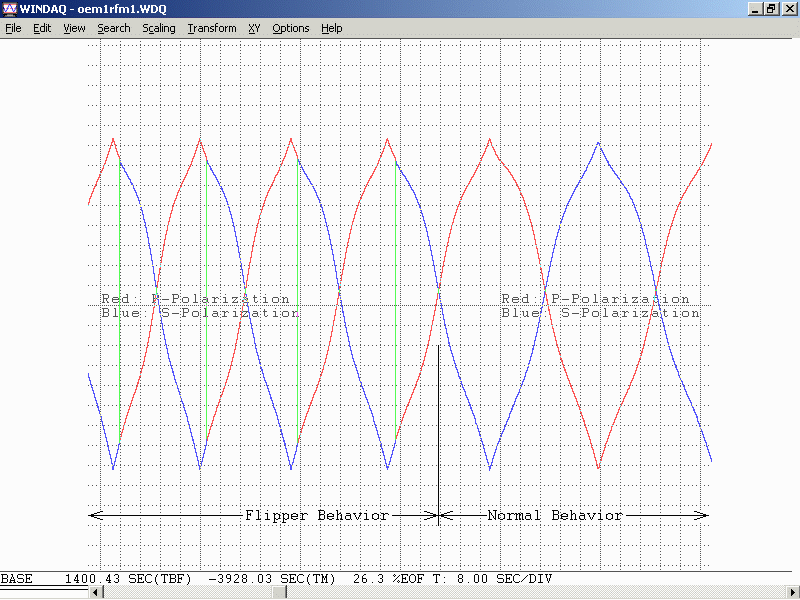 WINDAQ - oem1rfm1.WDQ
File Edit View Search Scaling Transform XY Options Help
Red: P-Polarization
Blue: S-Polarization
Red: P-Polarization
Blue: S-Polarization
Flipper Behavior
Normal Behavior
BASE 1400.43 SEC(TBF) -3928.03 SEC(TM) 26.3 %EOF T: 8.00 SEC/DIV